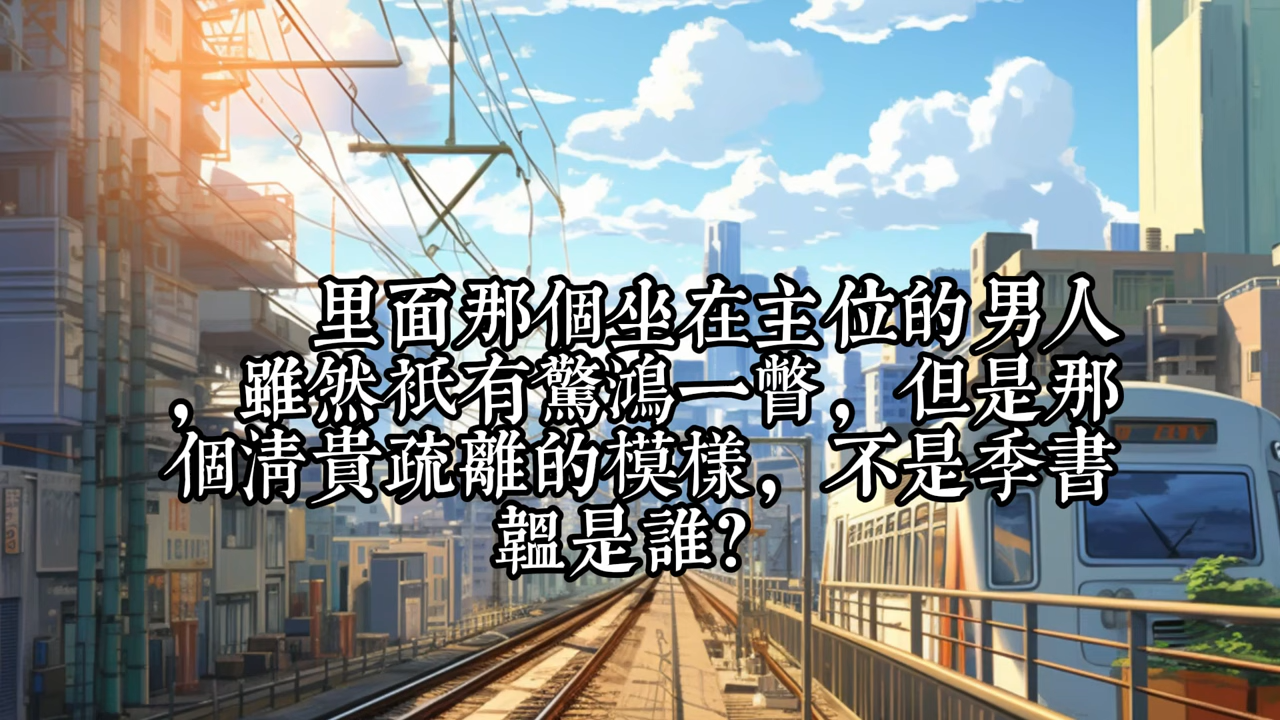 里面那個坐在主位的男人
，雖然衹有驚鴻一瞥，但是那
個淸貴疏離的模樣，不是季書
韞是誰？